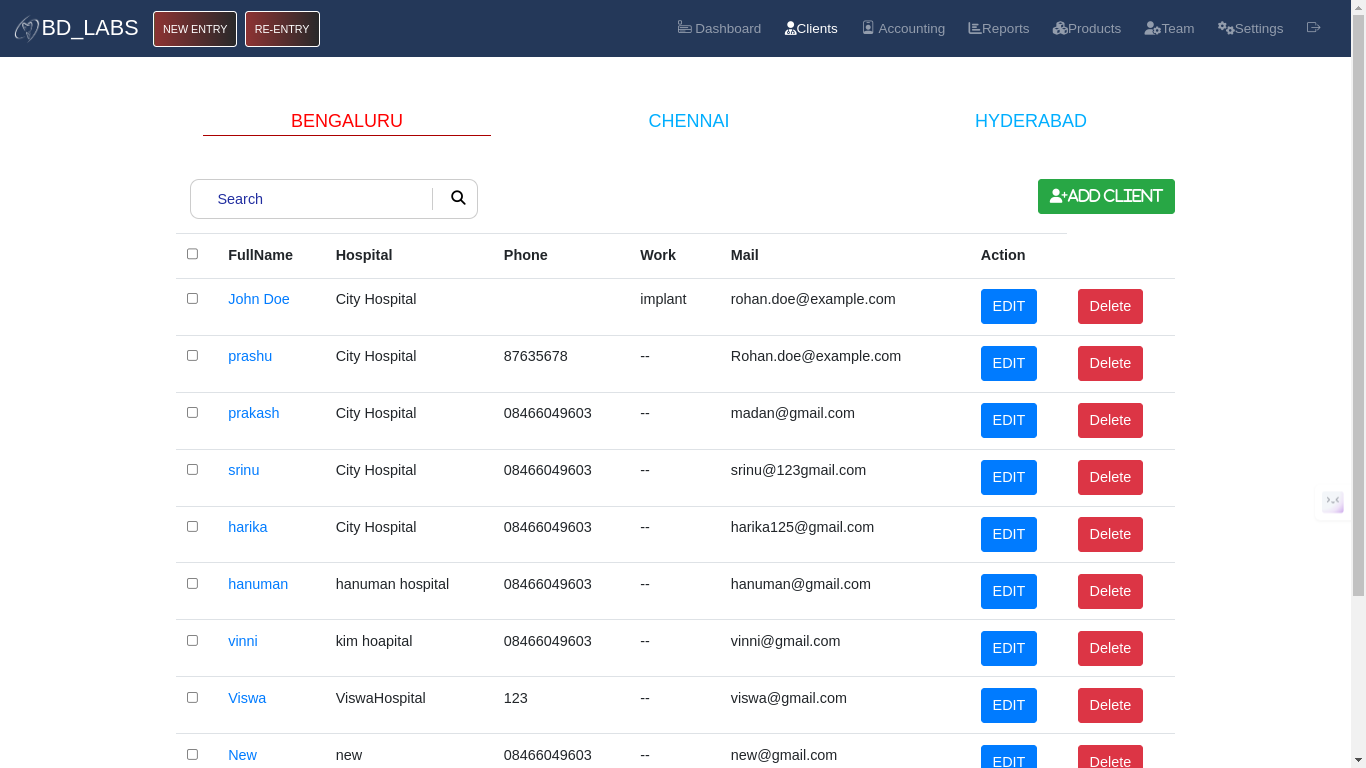 BD_LABS NEW ENTRY RE-ENTRY Dashboard Clients Accounting Reports Products Team Settings
BENGALURU CHENNAI HYDERABAD
Search ADD CLIENT
FullName Hospital Phone Work Mail Action
John Doe City Hospital implant rohan.doe@example.com EDIT Delete
prashu City Hospital 87635678 -- Rohan.doe@example.com EDIT Delete
prakash City Hospital 08466049603 -- madan@gmail.com EDIT Delete
srinu City Hospital 08466049603 -- srinu@123gmail.com EDIT Delete
harika City Hospital 08466049603 -- harika125@gmail.com EDIT Delete
hanuman hanuman hospital 08466049603 -- hanuman@gmail.com EDIT Delete
vinni kim hoapital 08466049603 -- vinni@gmail.com EDIT Delete
Viswa ViswaHospital 123 -- viswa@gmail.com EDIT Delete
New new 08466049603 -- new@gmail.com EDIT Delete